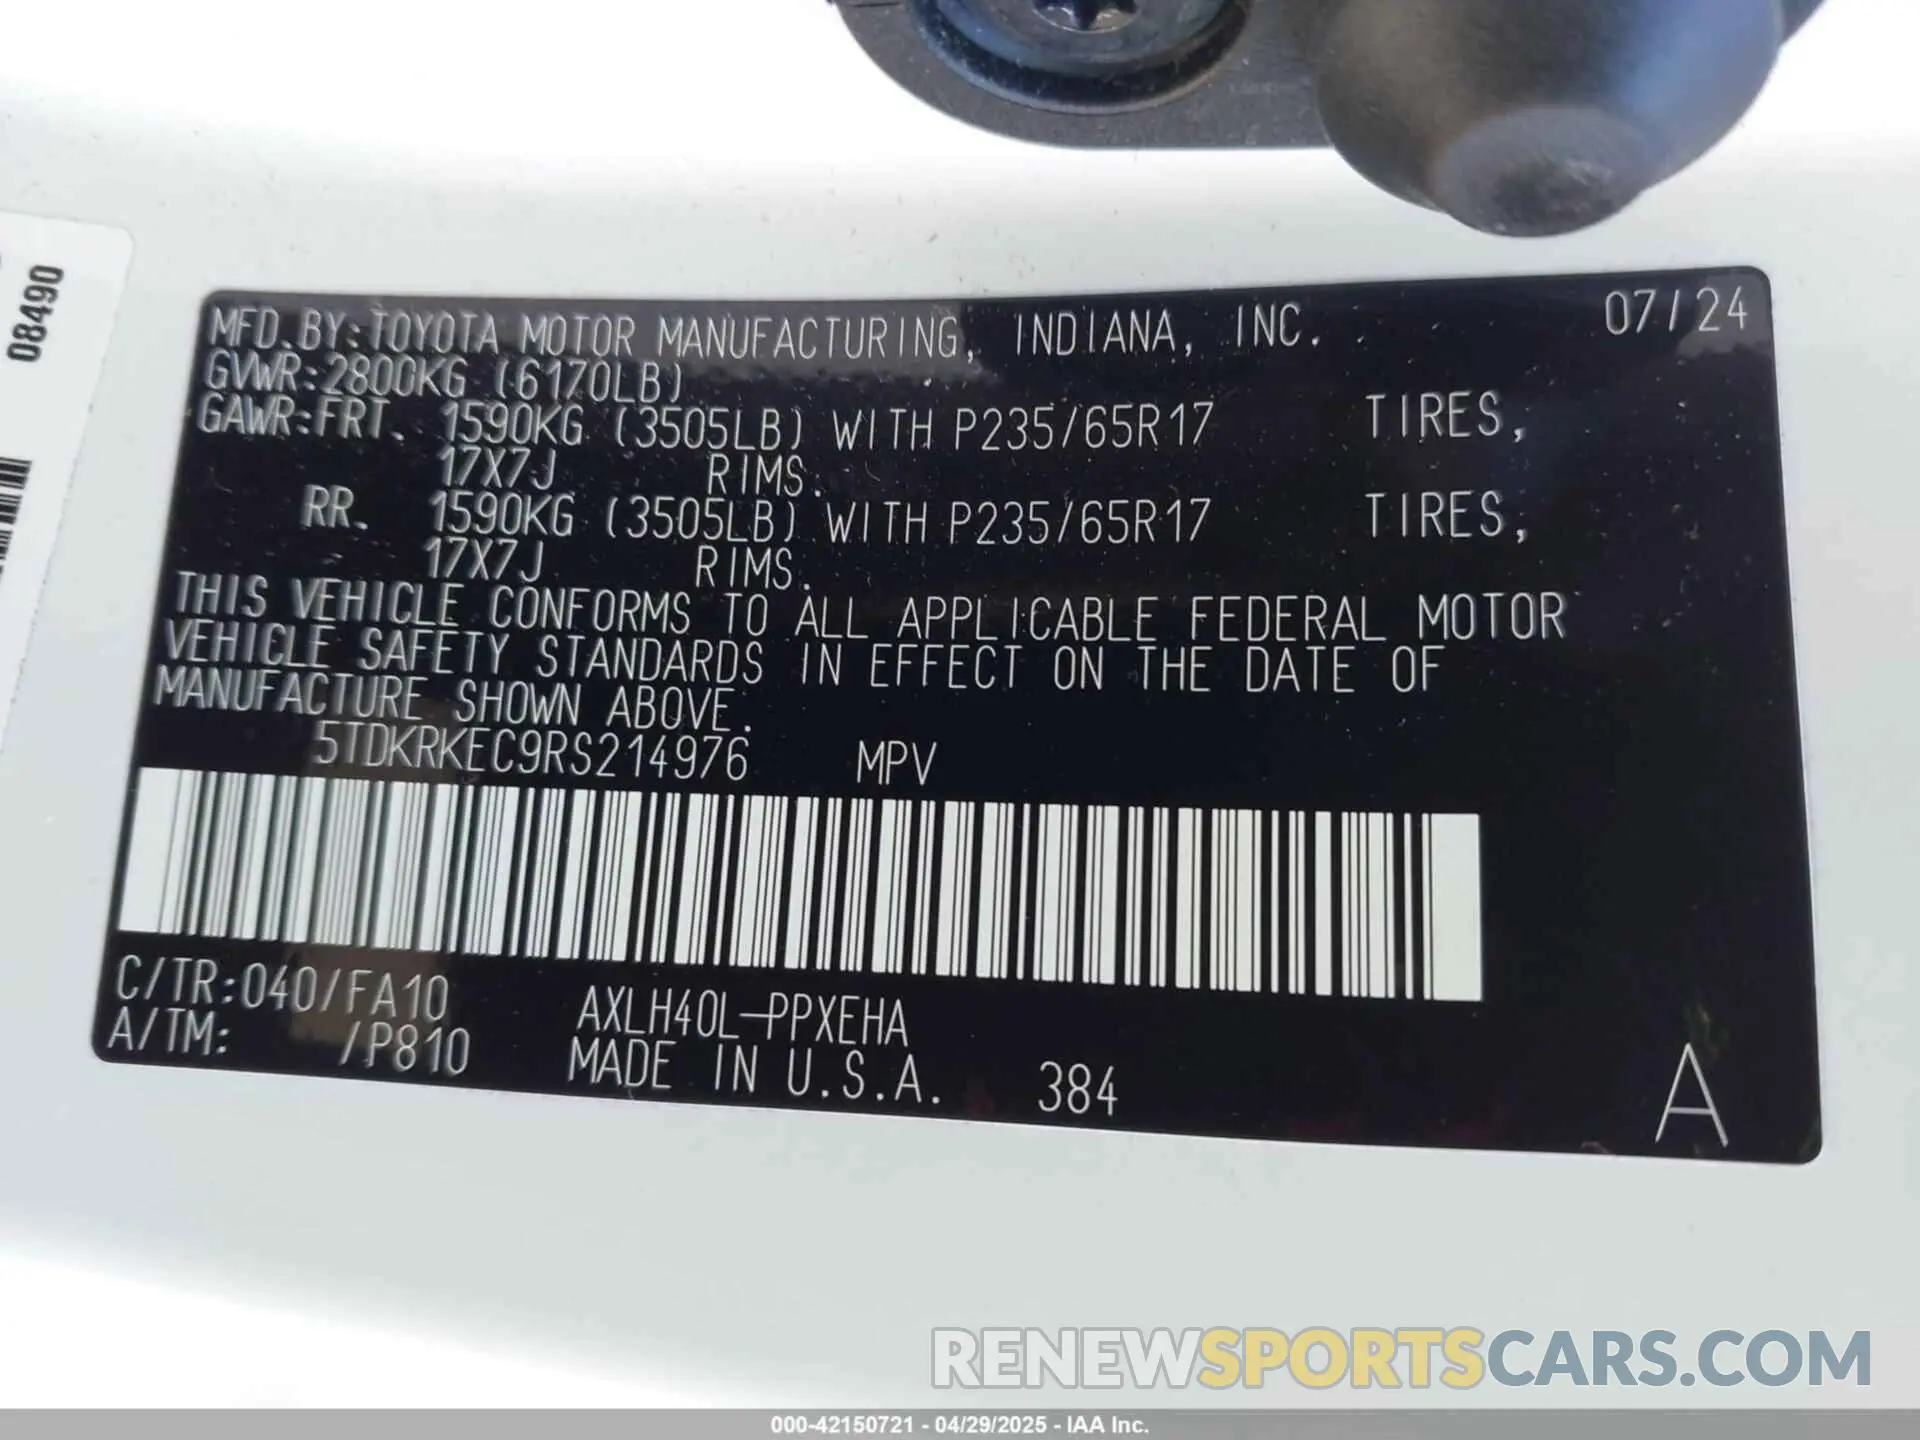 08490
MFD.BY:TOYOTA MOTOR MANUFACTURING, INDIANA, INC. 07/24
GVWR:2800KG (6170LB)
GAWR:FRT. 1590KG (3505LB) WITH P235/65R17 TIRES,
17X7J RIMS.
RR. 1590KG (3505LB) WITH P235/65R17 TIRES,
17X7J RIMS.
THIS VEHICLE CONFORMS TO ALL APPLICABLE FEDERAL MOTOR
VEHICLE SAFETY STANDARDS IN EFFECT ON THE DATE OF
MANUFACTURE SHOWN ABOVE.
5TDKRKEC9RS214976 MPV
C/TR:040/FA10 AXLH40L-PPXEHA
A/TM: /P810 MADE IN U.S.A. 384 A
RENEWSPORTSCARS.COM
000-42150721 - 04/29/2025 - IAA Inc.